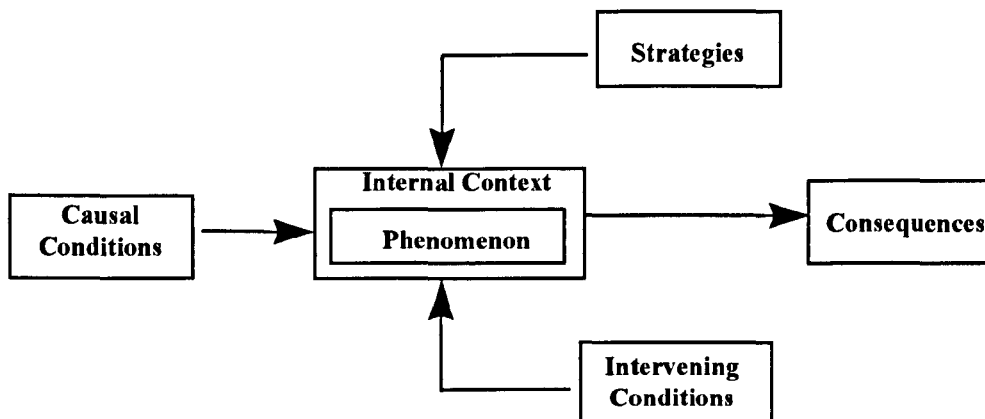 Strategies
Internal Context
Phenomenon
Causal
Conditions
Consequences
Intervening
Conditions